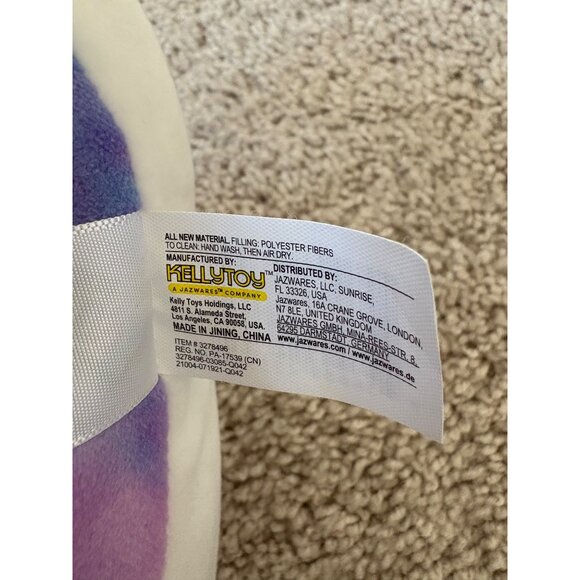 ALL NEW MATERIAL. FILLING: POLYESTER FIBERS
TO CLEAN: HAND WASH, THEN AIR DRY.
MANUFACTURED BY:
KELLYTOY™
A JAZWARES™ COMPANY
Kelly Toys Holdings, LLC
4811 S. Alameda Street,
Los Angeles, CA 90058, USA.
MADE IN JINING, CHINA
ITEM # 3278496
REG. NO. PA-17539 (CN)
3278496-03085-Q042
21004-071921-Q042
DISTRIBUTED BY:
JAZWARES, LLC, SUNRISE,
FL 33326, USA
Jazwares, 16A CRANE GROVE, LONDON,
N7 8LE, UNITED KINGDOM
JAZWARES GMBH, MINA-REES-STR. 8,
64295 DARMSTADT, GERMANY
www.jazwares.com / www.jazwares.de